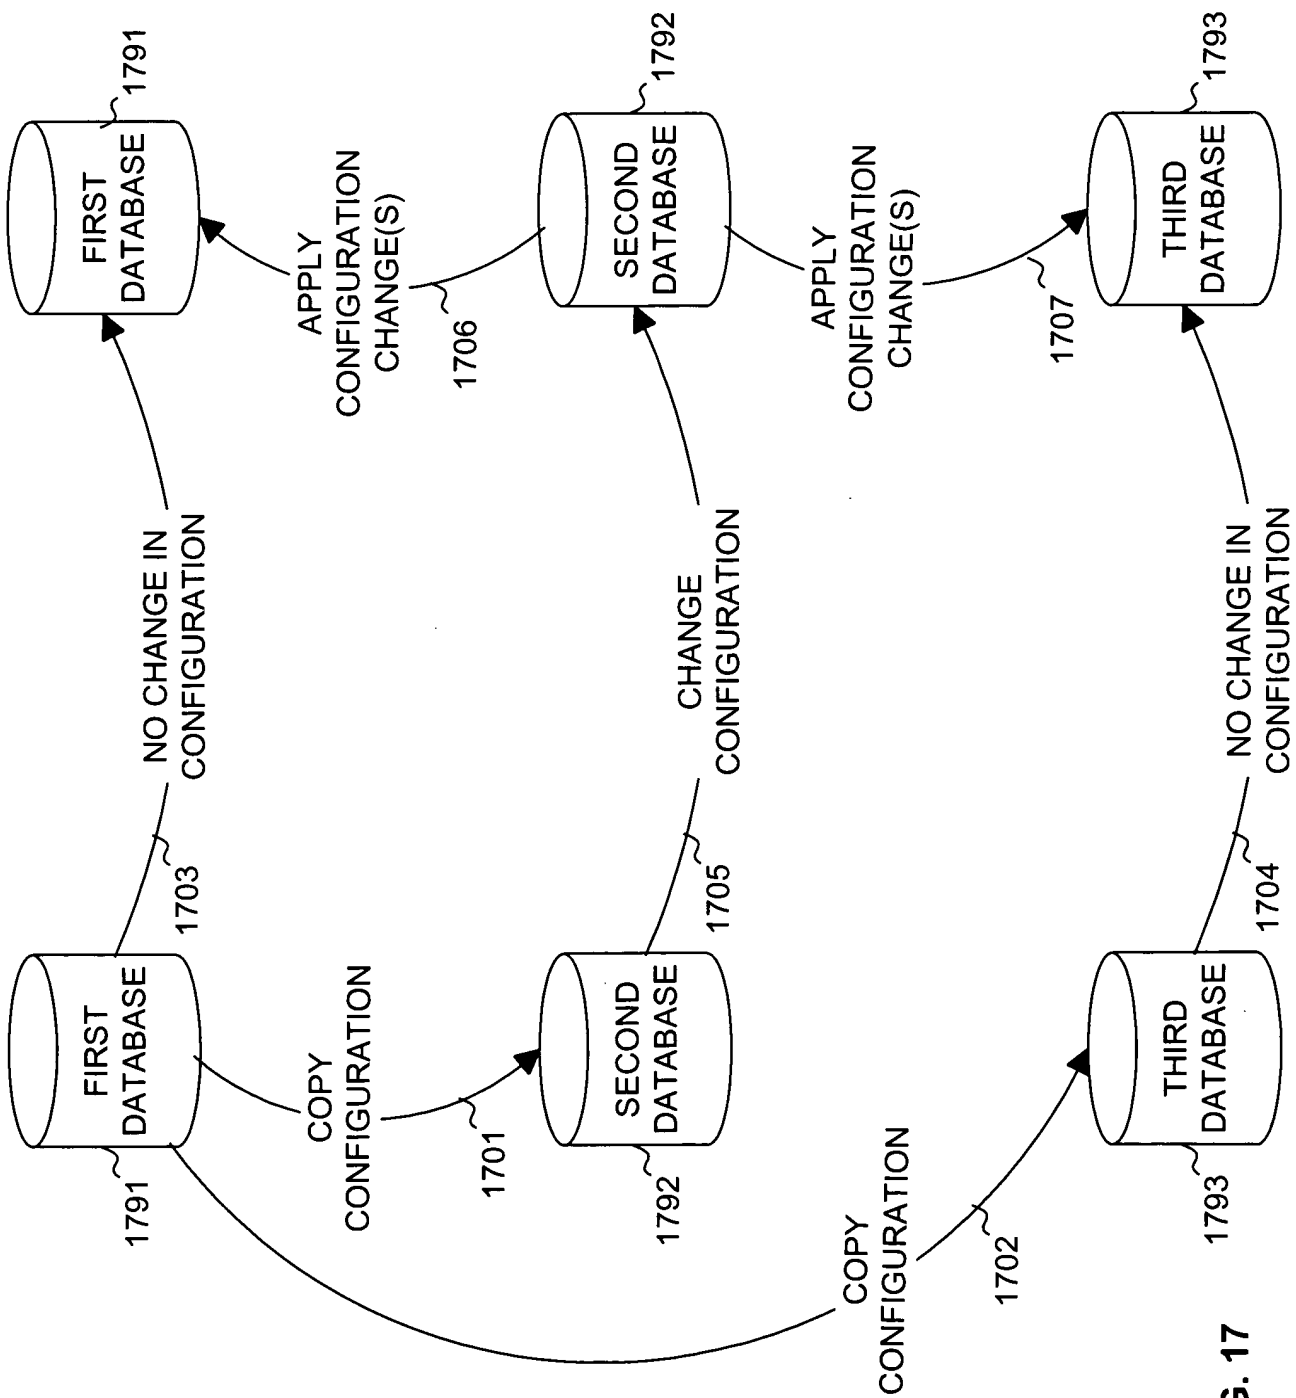 FIRST
DATABASE
1791
NO CHANGE IN
CONFIGURATION
1703
FIRST
DATABASE
1791
COPY
CONFIGURATION
1701
APPLY
CONFIGURATION
CHANGE(S)
1706
SECOND
DATABASE
1792
CHANGE
CONFIGURATION
1705
SECOND
DATABASE
1792
COPY
CONFIGURATION
1702
APPLY
CONFIGURATION
CHANGE(S)
1707
THIRD
DATABASE
1793
NO CHANGE IN
CONFIGURATION
1704
THIRD
DATABASE
1793
G. 17